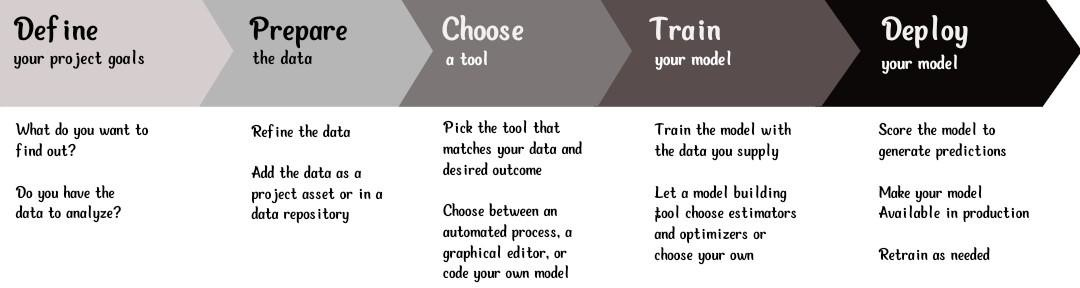 Define
your project goals
Prepare
the data
Choose
a tool
Train
your model
Deploy
your model
What do you want to
find out?
Do you have the
data to analyze?
Refine the data
Add the data as a
project asset or in a
data repository
Pick the tool that
matches your data and
desired outcome
Choose between an
automated process, a
graphical editor, or
code your own model
Train the model with
the data you supply
Let a model building
tool choose estimators
and optimizers or
choose your own
Score the model to
generate predictions
Make your model
Available in production
Retrain as needed